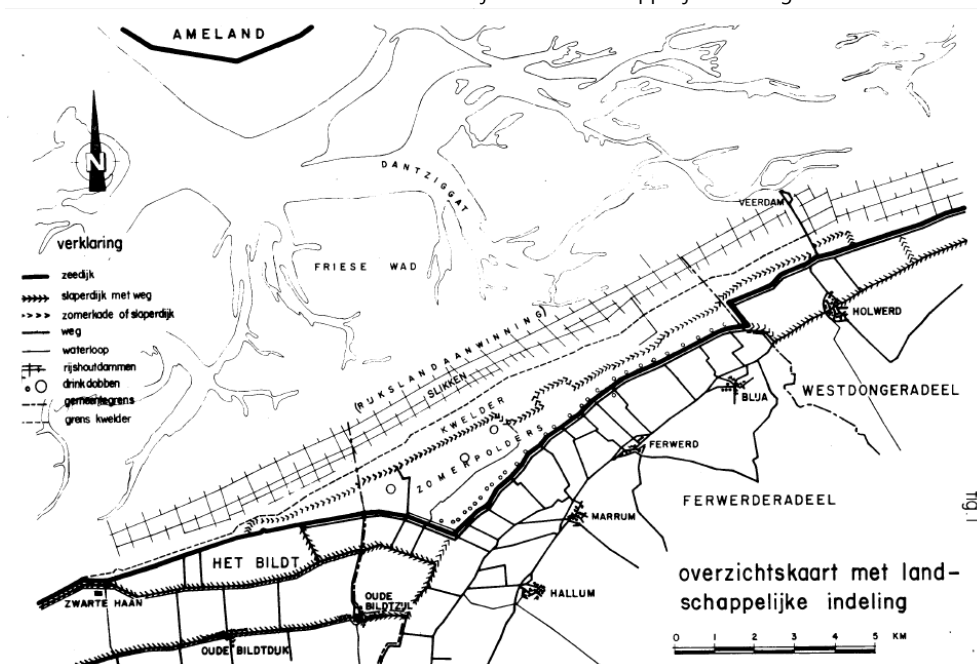 AMELAND
N
DANTZIGGAT
VEERDAM
verklaring
zeedijk
slaperdijk met weg
zomerkade of slaperdijk
weg
waterloop
rijshoutdammen
drinkdobben
gemeentegrens
grens kwelder
FRIESE WAD
HOLWERD
(RIJKSLANDAANWINNING)
SLIKKEN
KWELDER
ZOMERPOLDERS
BLIJA
WESTDONGERADEEL
FERWERD
FERWERDERADEEL
fig. 1
MARRUM
HET BILDT
HALLUM
ZWARTE HAAN
OUDE
BILDTZIJL
OUDE BILDTDIJK
overzichtskaart met land-
schappelijke indeling
0 1 2 3 4 5 KM